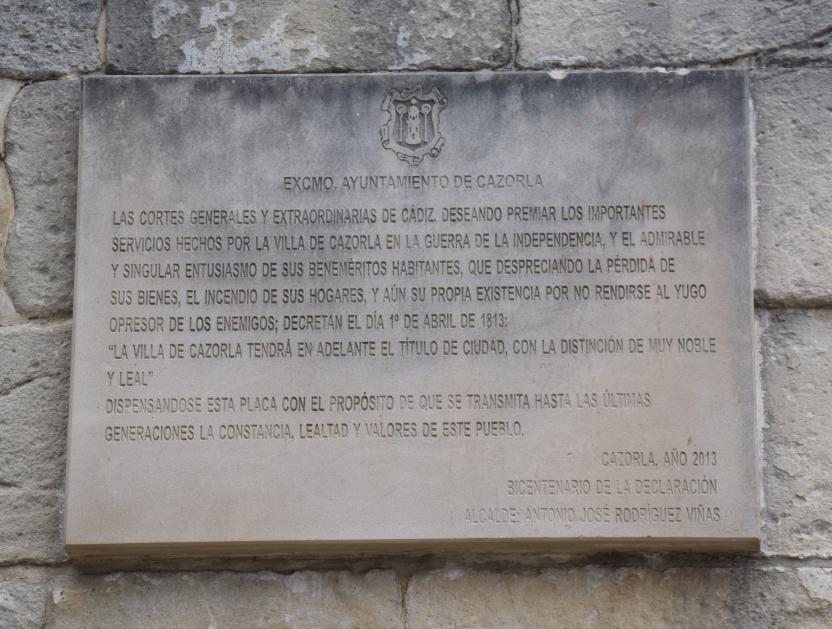 EXCMO. AYUNTAMIENTO DE CAZORLA
LAS CORTES GENERALES Y EXTRAORDINARIAS DE CÁDIZ. DESEANDO PREMIAR LOS IMPORTANTES
SERVICIOS HECHOS POR LA VILLA DE CAZORLA EN LA GUERRA DE LA INDEPENDENCIA, Y EL ADMIRABLE
Y SINGULAR ENTUSIASMO DE SUS BENEMÉRITOS HABITANTES, QUE DESPRECIANDO LA PÉRDIDA DE
SUS BIENES, EL INCENDIO DE SUS HOGARES, Y AÚN SU PROPIA EXISTENCIA POR NO RENDIRSE AL YUGO
OPRESOR DE LOS ENEMIGOS; DECRETAN EL DÍA 1º DE ABRIL DE 1813:
"LA VILLA DE CAZORLA TENDRÁ EN ADELANTE EL TÍTULO DE CIUDAD, CON LA DISTINCIÓN DE MUY NOBLE
Y LEAL"
DISPENSANDOSE ESTA PLACA CON EL PROPÓSITO DE QUE SE TRANSMITA HASTA LAS ÚLTIMAS
GENERACIONES LA CONSTANCIA, LEALTAD Y VALORES DE ESTE PUEBLO.
CAZORLA, AÑO 2013
BICENTENARIO DE LA DECLARACIÓN
ALCALDE: ANTONIO JOSÉ RODRÍGUEZ VIÑAS